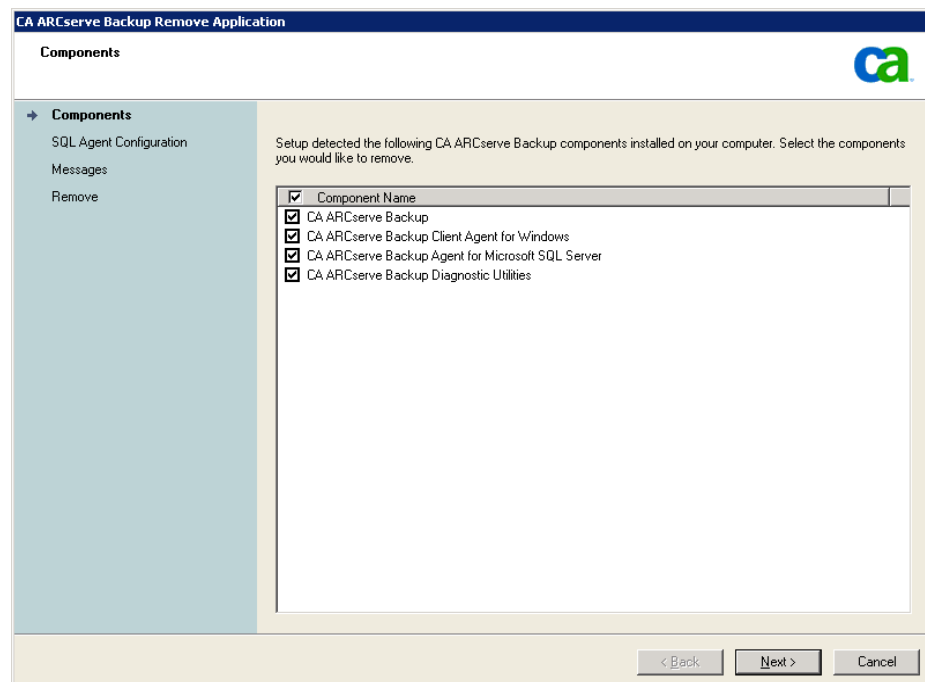 CA ARCserve Backup Remove Application
Components
ca
Components
SQL Agent Configuration
Messages
Remove
Setup detected the following CA ARCserve Backup components installed on your computer. Select the components
you would like to remove.
Component Name
CA ARCserve Backup
CA ARCserve Backup Client Agent for Windows
CA ARCserve Backup Agent for Microsoft SQL Server
CA ARCserve Backup Diagnostic Utilities
< Back
Next >
Cancel